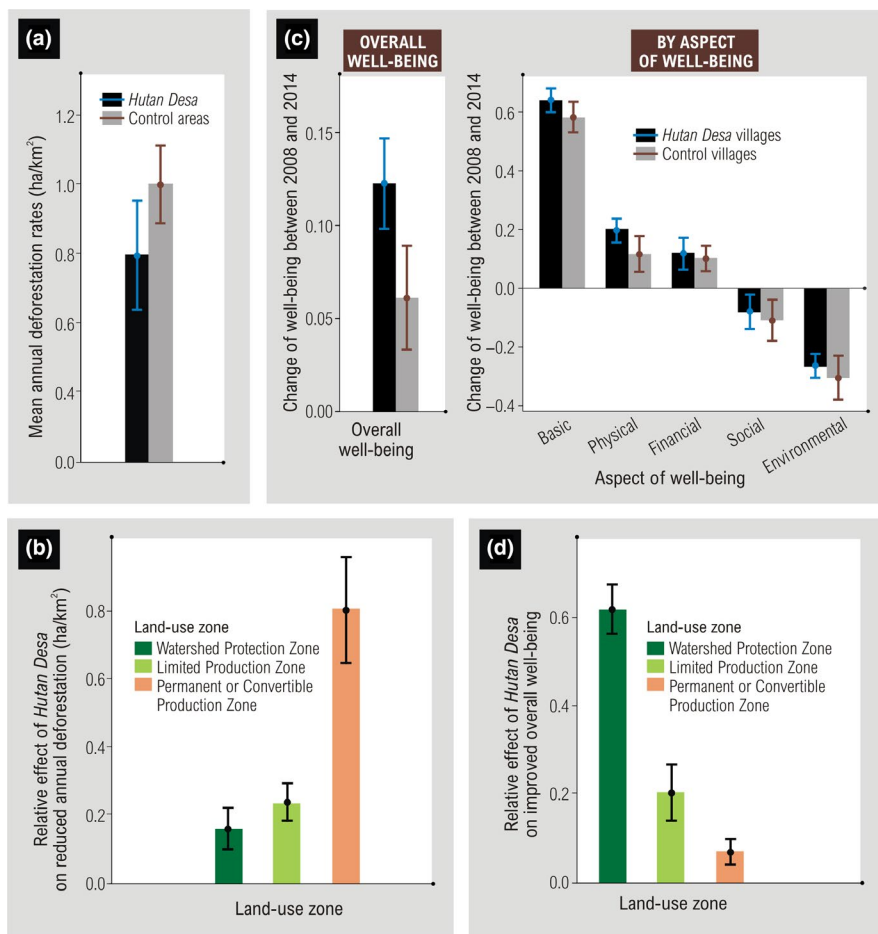 (a)
Mean annual deforestation rates (ha/km²)
1.2
1.0
0.8
0.6
0.4
0.0
Hutan Desa
Control areas
(c)
OVERALL
WELL-BEING
Change of well-being between 2008 and 2014
0.15
0.10
0.05
0.00
Overall
well-being
BY ASPECT
OF WELL-BEING
Change of well-being between 2008 and 2014
0.6
0.4
0.2
0.0
–0.2
–0.4
Hutan Desa villages
Control villages
Basic
Physical
Financial
Social
Environmental
Aspect of well-being
(b)
Relative effect of Hutan Desa
on reduced annual deforestation (ha/km²)
0.8
0.6
0.4
0.2
0.0
Land-use zone
Watershed Protection Zone
Limited Production Zone
Permanent or Convertible
Production Zone
Land-use zone
(d)
Relative effect of Hutan Desa
on improved overall well-being
0.6
0.4
0.2
0.0
Land-use zone
Watershed Protection Zone
Limited Production Zone
Permanent or Convertible
Production Zone
Land-use zone